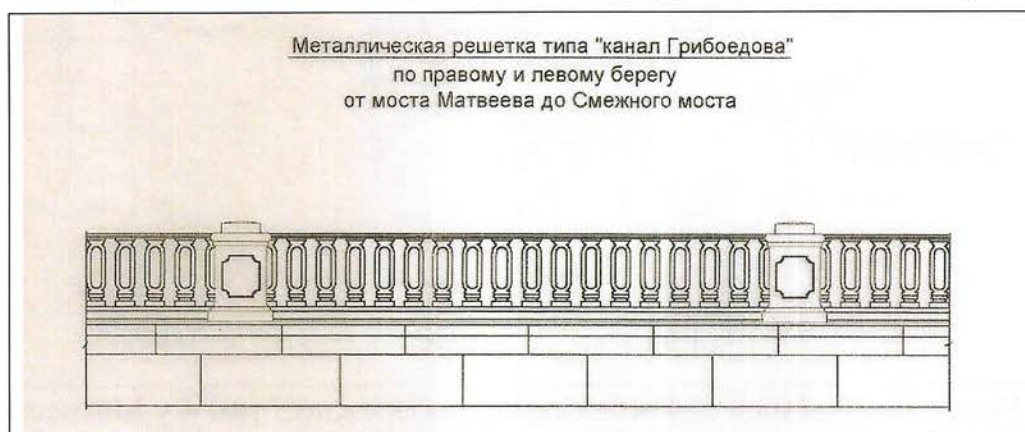 Металлическая решетка типа "канал Грибоедова"
по правому и левому берегу
от моста Матвеева до Смежного моста